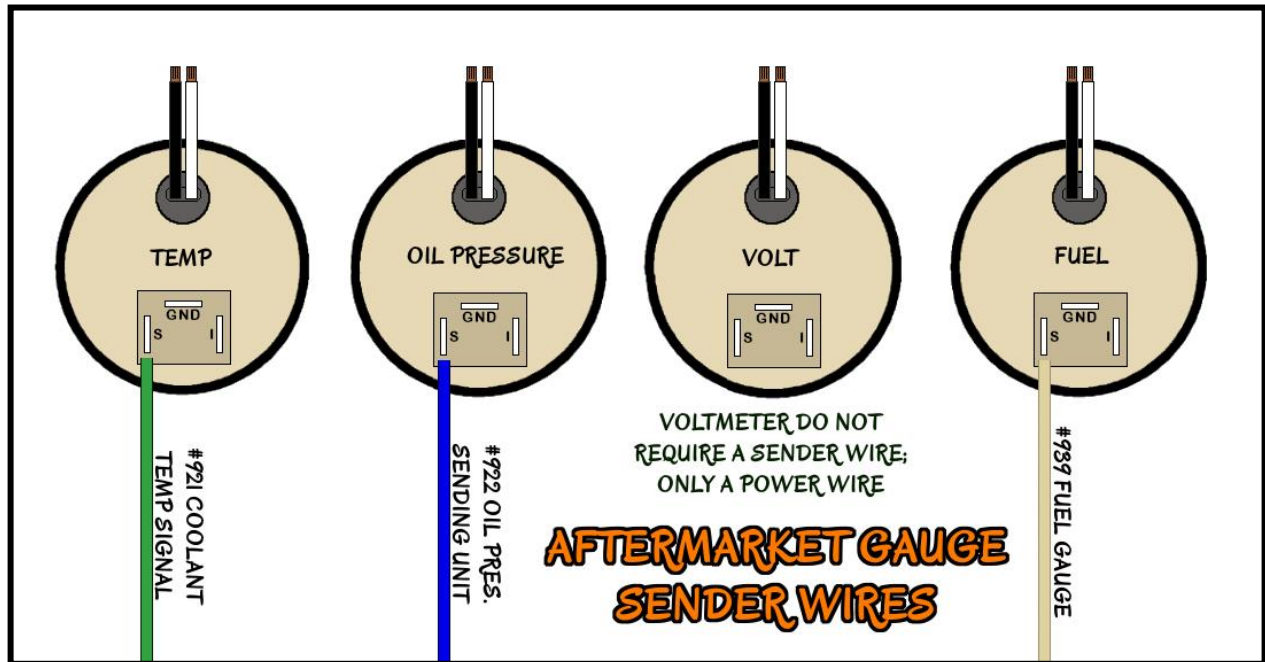 TEMP
GND
S I
#921 COOLANT
TEMP SIGNAL
OIL PRESSURE
GND
S I
#922 OIL PRES.
SENDING UNIT
VOLT
GND
S I
VOLTMETER DO NOT
REQUIRE A SENDER WIRE;
ONLY A POWER WIRE
FUEL
GND
S I
#939 FUEL GAUGE
AFTERMARKET GAUGE
SENDER WIRES